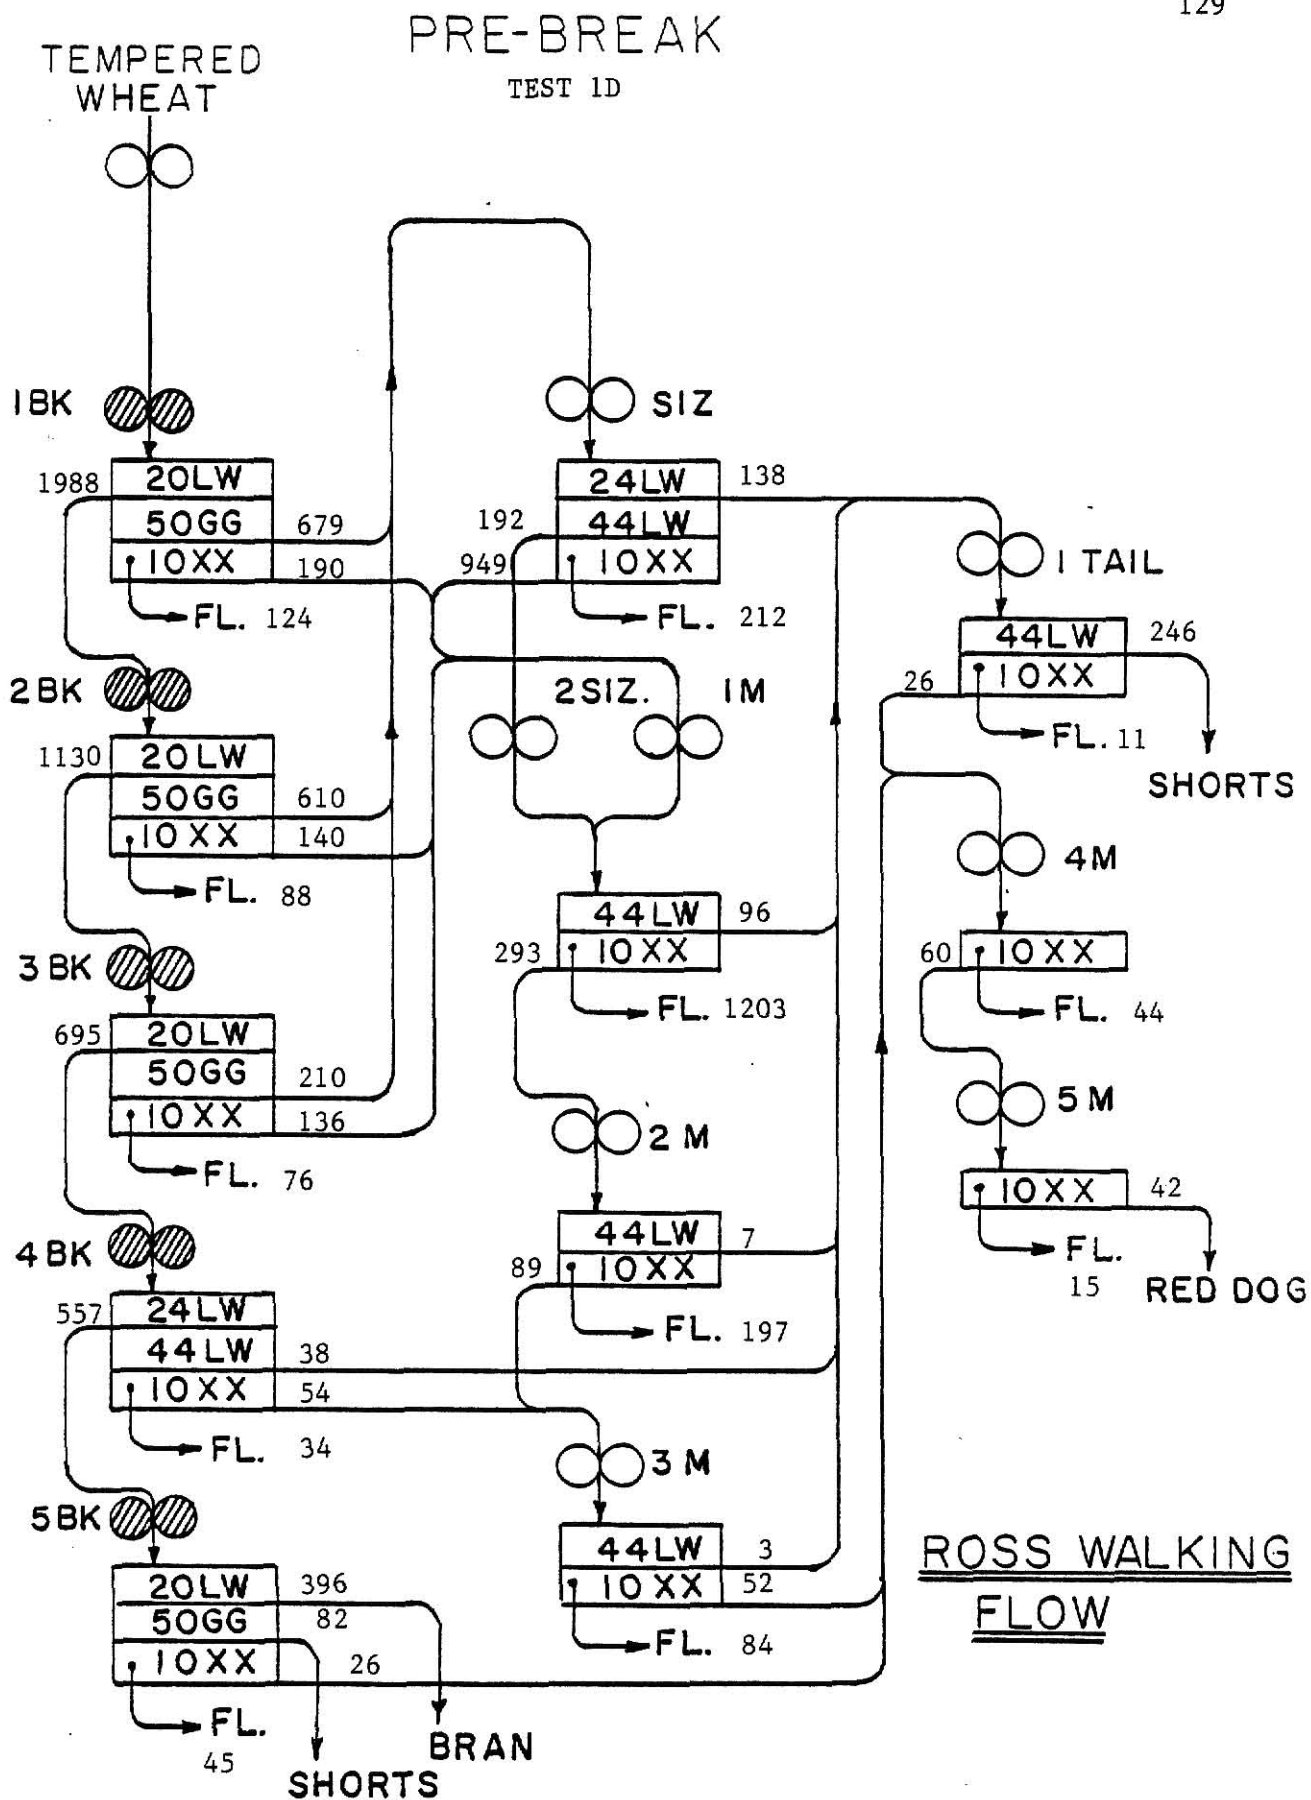 129
PRE-BREAK
TEST 1D
TEMPERED
WHEAT
1BK
1988
20LW
50GG
679
10XX
190
FL. 124
2BK
1130
20LW
50GG
610
10XX
140
FL. 88
3BK
695
20LW
50GG
210
10XX
136
FL. 76
4BK
557
24LW
44LW
38
10XX
54
FL. 34
5BK
20LW
396
50GG
82
10XX
26
FL.
45
SHORTS
BRAN
SIZ
24LW
138
192
44LW
949
10XX
FL. 212
2SIZ.
1M
44LW
96
293
10XX
FL. 1203
2M
44LW
7
89
10XX
FL. 197
3M
44LW
3
10XX
52
FL. 84
1 TAIL
44LW
246
26
10XX
FL. 11
SHORTS
4M
60
10XX
FL. 44
5M
10XX
42
FL.
15
RED DOG
ROSS WALKING
FLOW